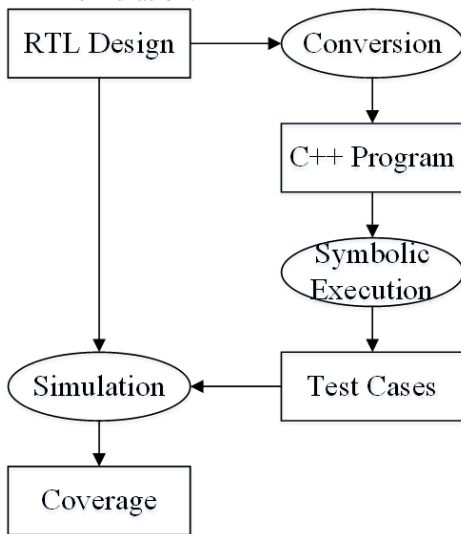 RTL Design
Conversion
C++ Program
Symbolic
Execution
Simulation
Test Cases
Coverage